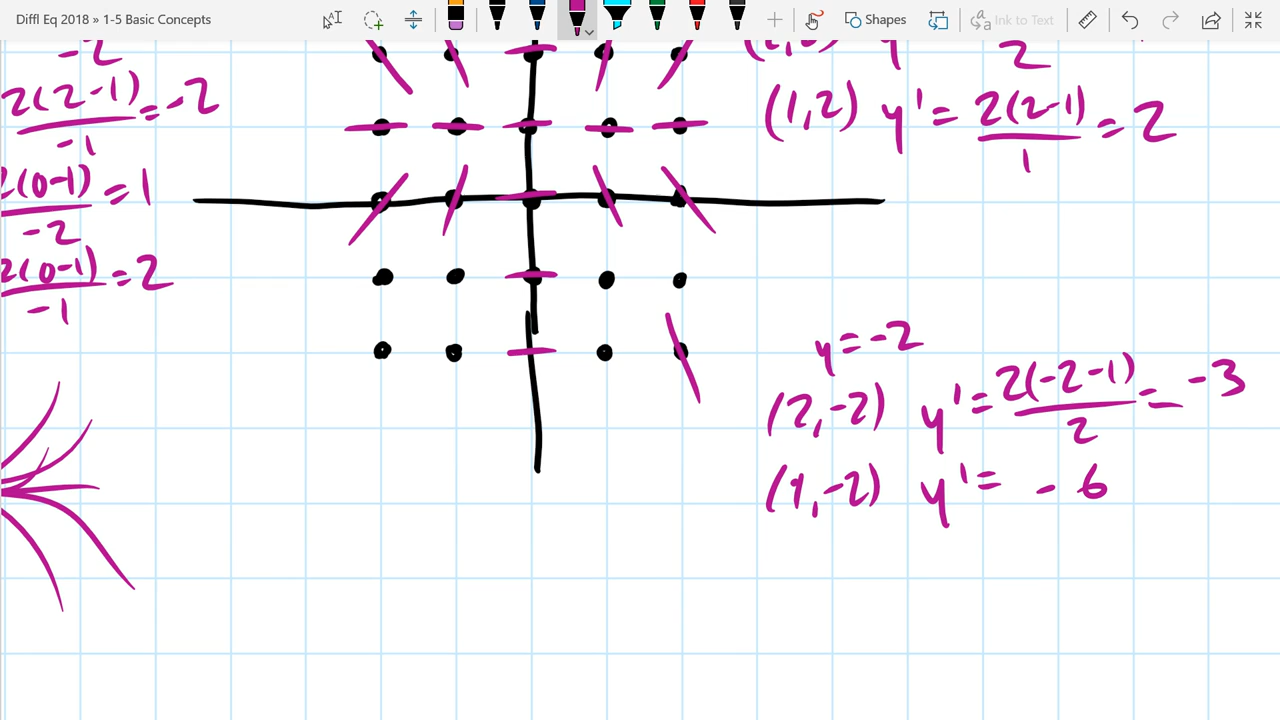 Diffl Eq 2018 » 1-5 Basic Concepts
Shapes
Ink to Text
-2
2(2-1)/-1 = -2
2(0-1)/-2 = 1
2(0-1)/-1 = 2
2
(1,2) y' = 2(2-1)/1 = 2
y = -2
(2,-2) y' = 2(-2-1)/2 = -3
(1,-2) y' = -6